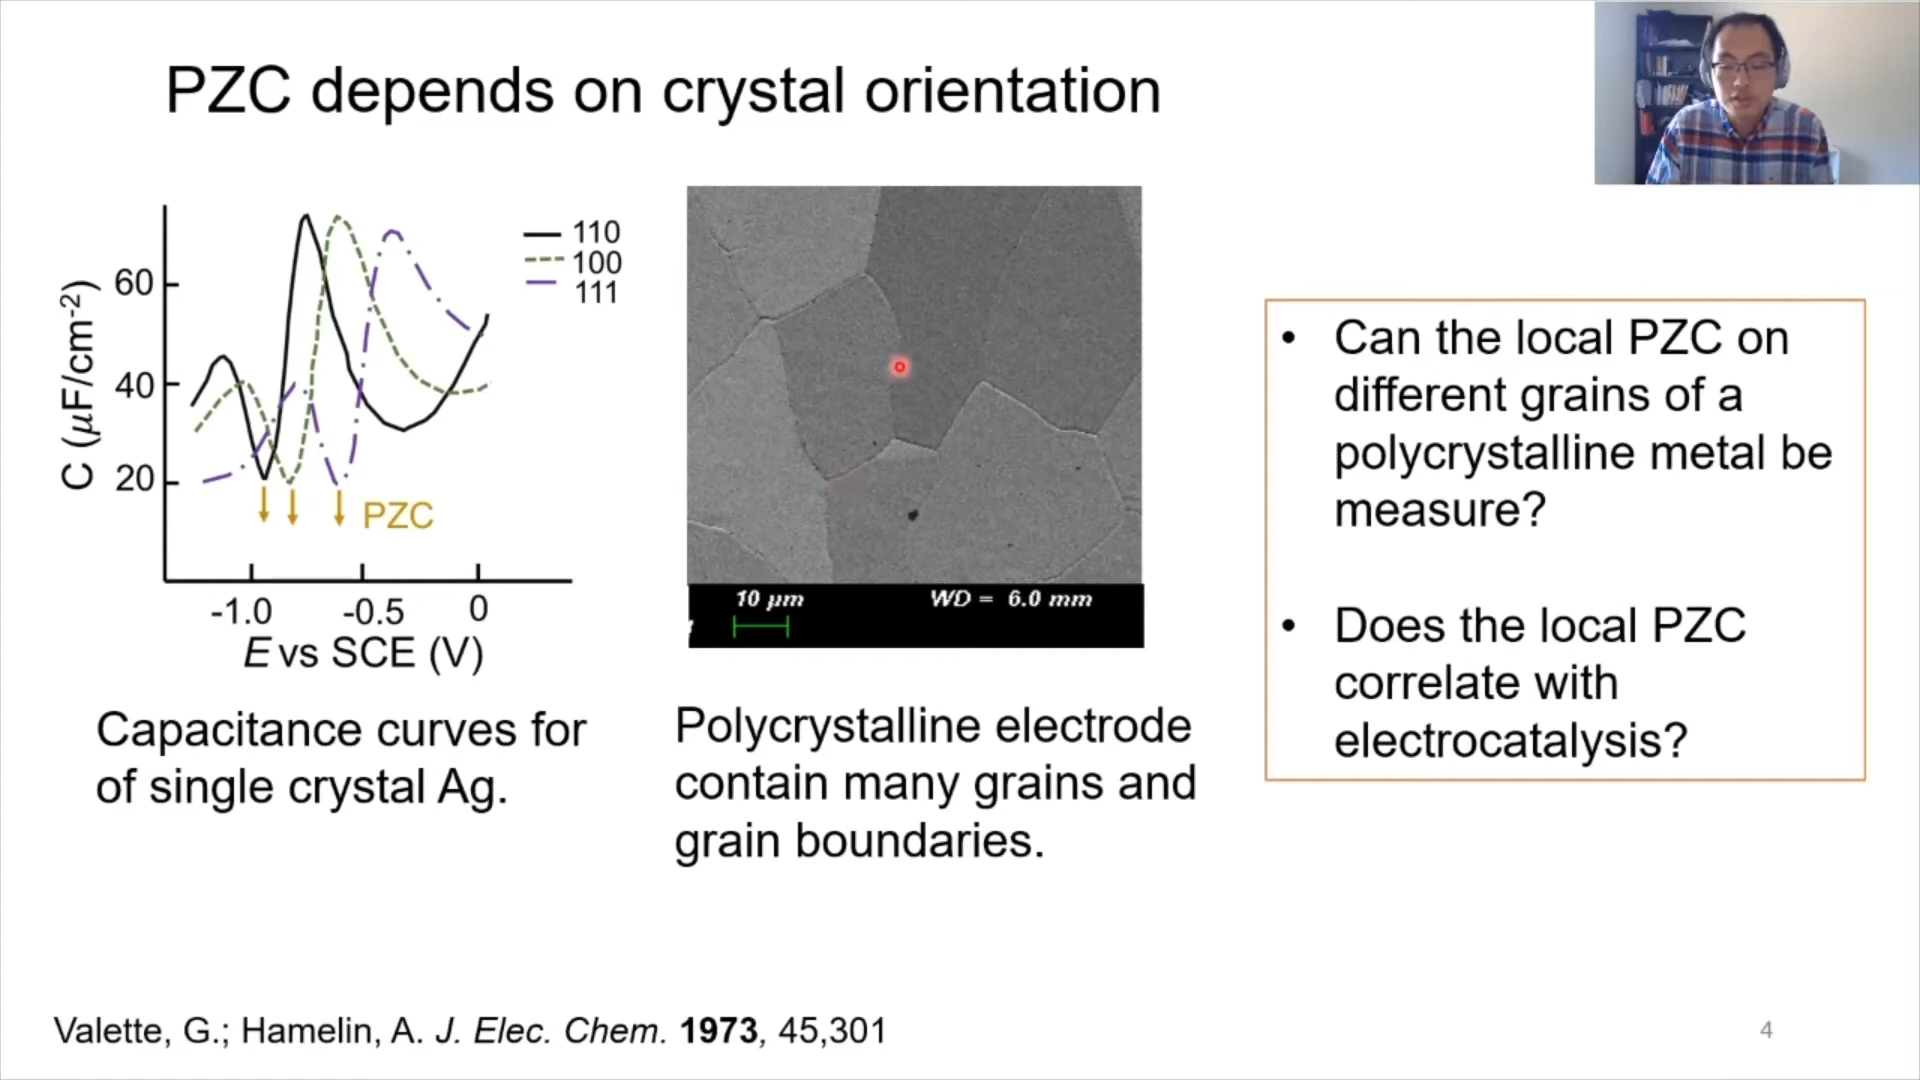 PZC depends on crystal orientation
C (μF/cm⁻²)
60
40
20
110
100
111
PZC
-1.0
-0.5
0
E vs SCE (V)
Capacitance curves for
of single crystal Ag.
10 µm
WD = 6.0 mm
Polycrystalline electrode
contain many grains and
grain boundaries.
• Can the local PZC on
different grains of a
polycrystalline metal be
measure?
• Does the local PZC
correlate with
electrocatalysis?
Valette, G.; Hamelin, A. J. Elec. Chem. 1973, 45,301
4